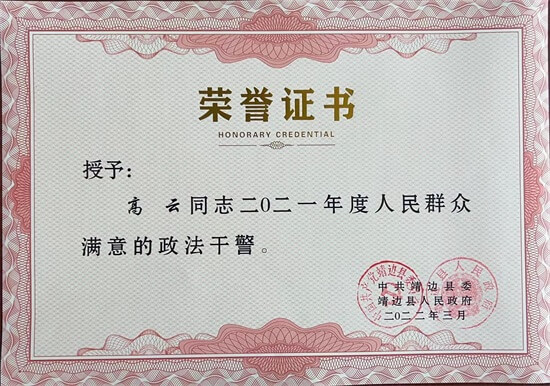 荣誉证书
HONORARY CREDENTIAL
授予：
高 云同志二〇二一年度人民群众
满意的政法干警。
中共靖边县委
靖边县人民政府
二〇二二年三月